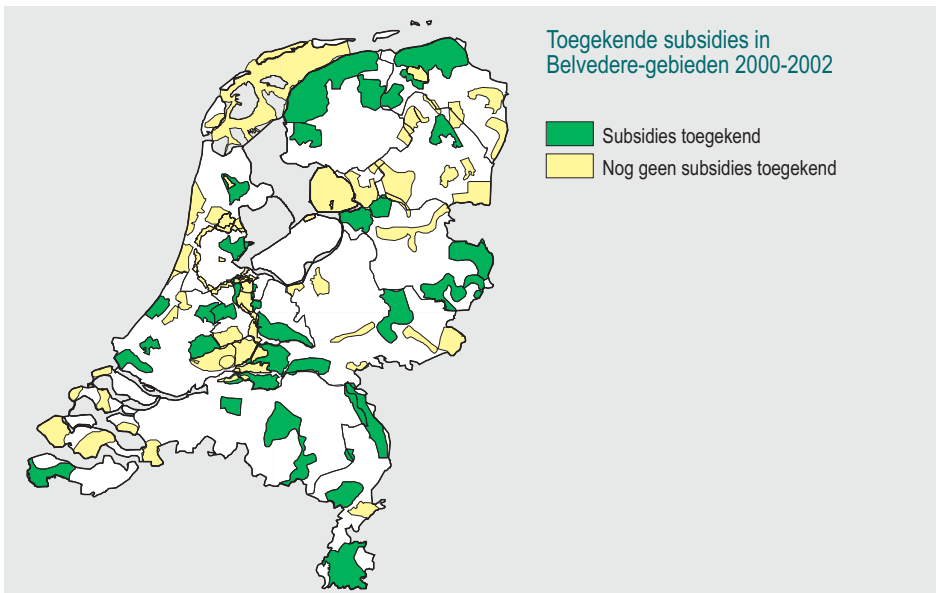 Toegekende subsidies in
Belvedere-gebieden 2000-2002
Subsidies toegekend
Nog geen subsidies toegekend